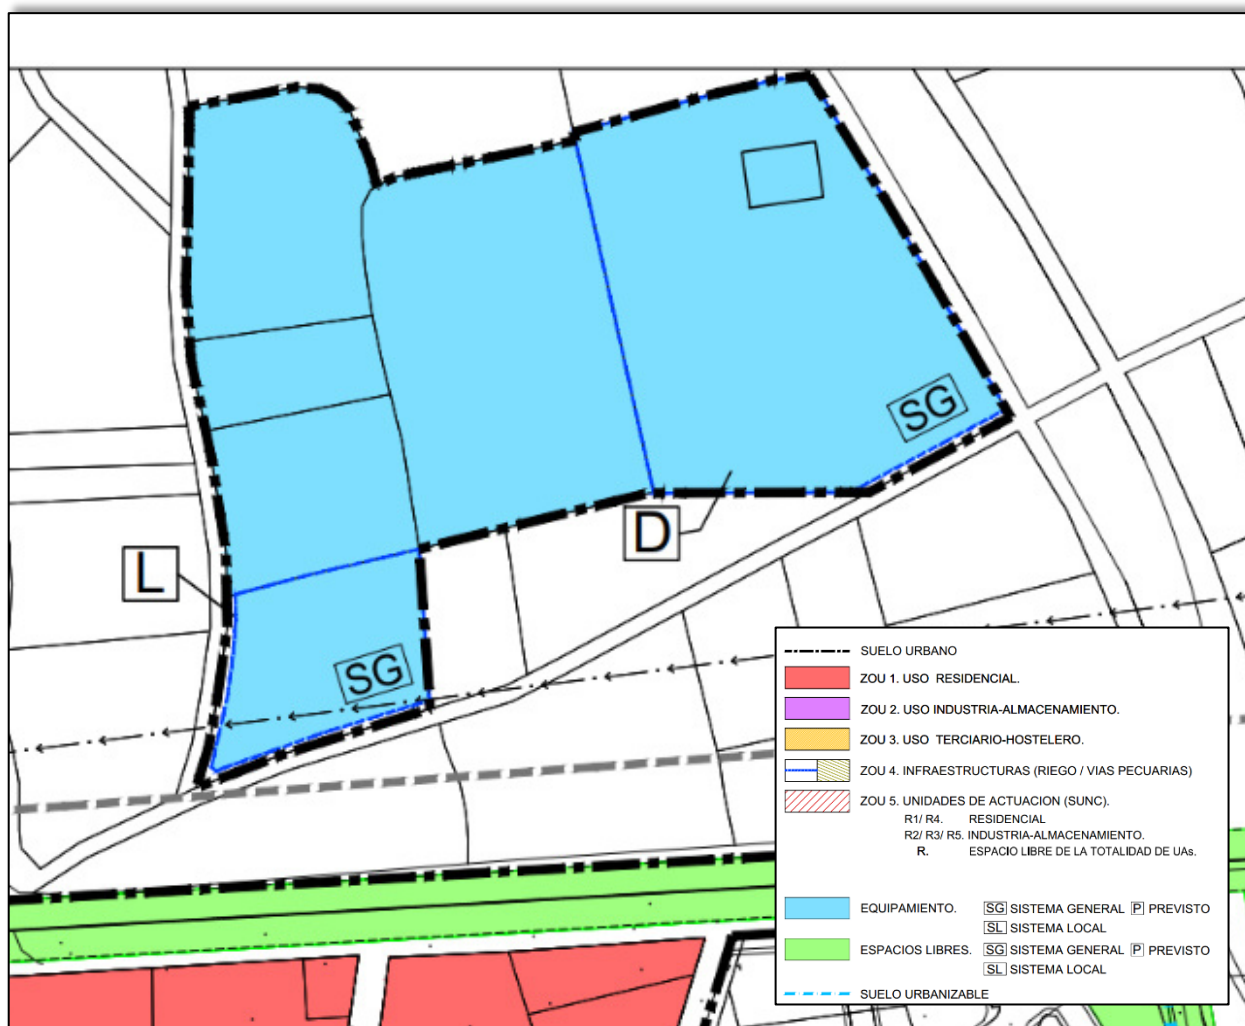 SG
D
L
SG
SUELO URBANO
ZOU 1. USO RESIDENCIAL.
ZOU 2. USO INDUSTRIA-ALMACENAMIENTO.
ZOU 3. USO TERCIARIO-HOSTELERO.
ZOU 4. INFRAESTRUCTURAS (RIEGO / VIAS PECUARIAS)
ZOU 5. UNIDADES DE ACTUACION (SUNC).
R1/ R4. RESIDENCIAL
R2/ R3/ R5. INDUSTRIA-ALMACENAMIENTO.
R. ESPACIO LIBRE DE LA TOTALIDAD DE UAs.
EQUIPAMIENTO. SG SISTEMA GENERAL P PREVISTO
SL SISTEMA LOCAL
ESPACIOS LIBRES. SG SISTEMA GENERAL P PREVISTO
SL SISTEMA LOCAL
SUELO URBANIZABLE